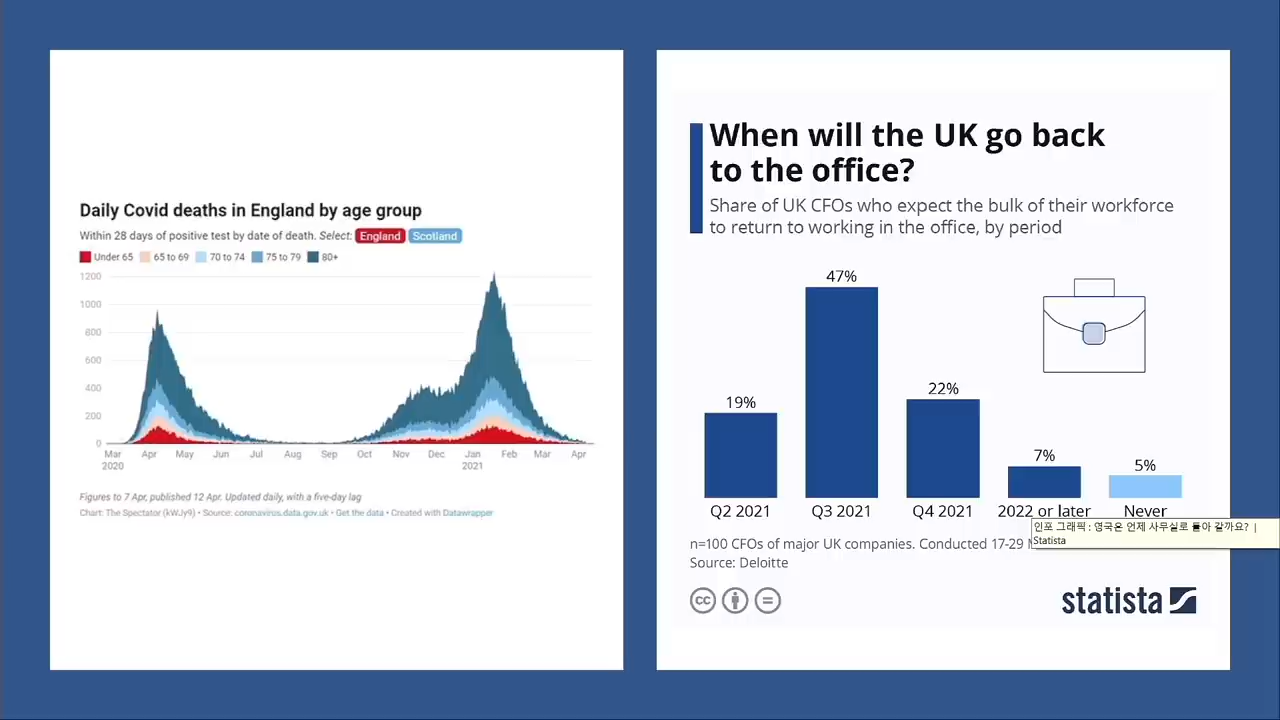 Daily Covid deaths in England by age group
Within 28 days of positive test by date of death. Select: England Scotland
Under 65 65 to 69 70 to 74 75 to 79 80+
1200
1000
800
600
400
200
0
Mar Apr May Jun Jul Aug Sep Oct Nov Dec Jan Feb Mar Apr
2020 2021
Figures to 7 Apr, published 12 Apr. Updated daily, with a five-day lag
Chart: The Spectator (kWJy9) • Source: coronavirus.data.gov.uk • Get the data • Created with Datawrapper
When will the UK go back
to the office?
Share of UK CFOs who expect the bulk of their workforce
to return to working in the office, by period
47%
22%
19%
7%
5%
Q2 2021 Q3 2021 Q4 2021 2022 or later Never
인포 그래픽 : 영국은 언제 사무실로 돌아 갈까요? |
Statista
n=100 CFOs of major UK companies. Conducted 17-29
Source: Deloitte
cc
statista